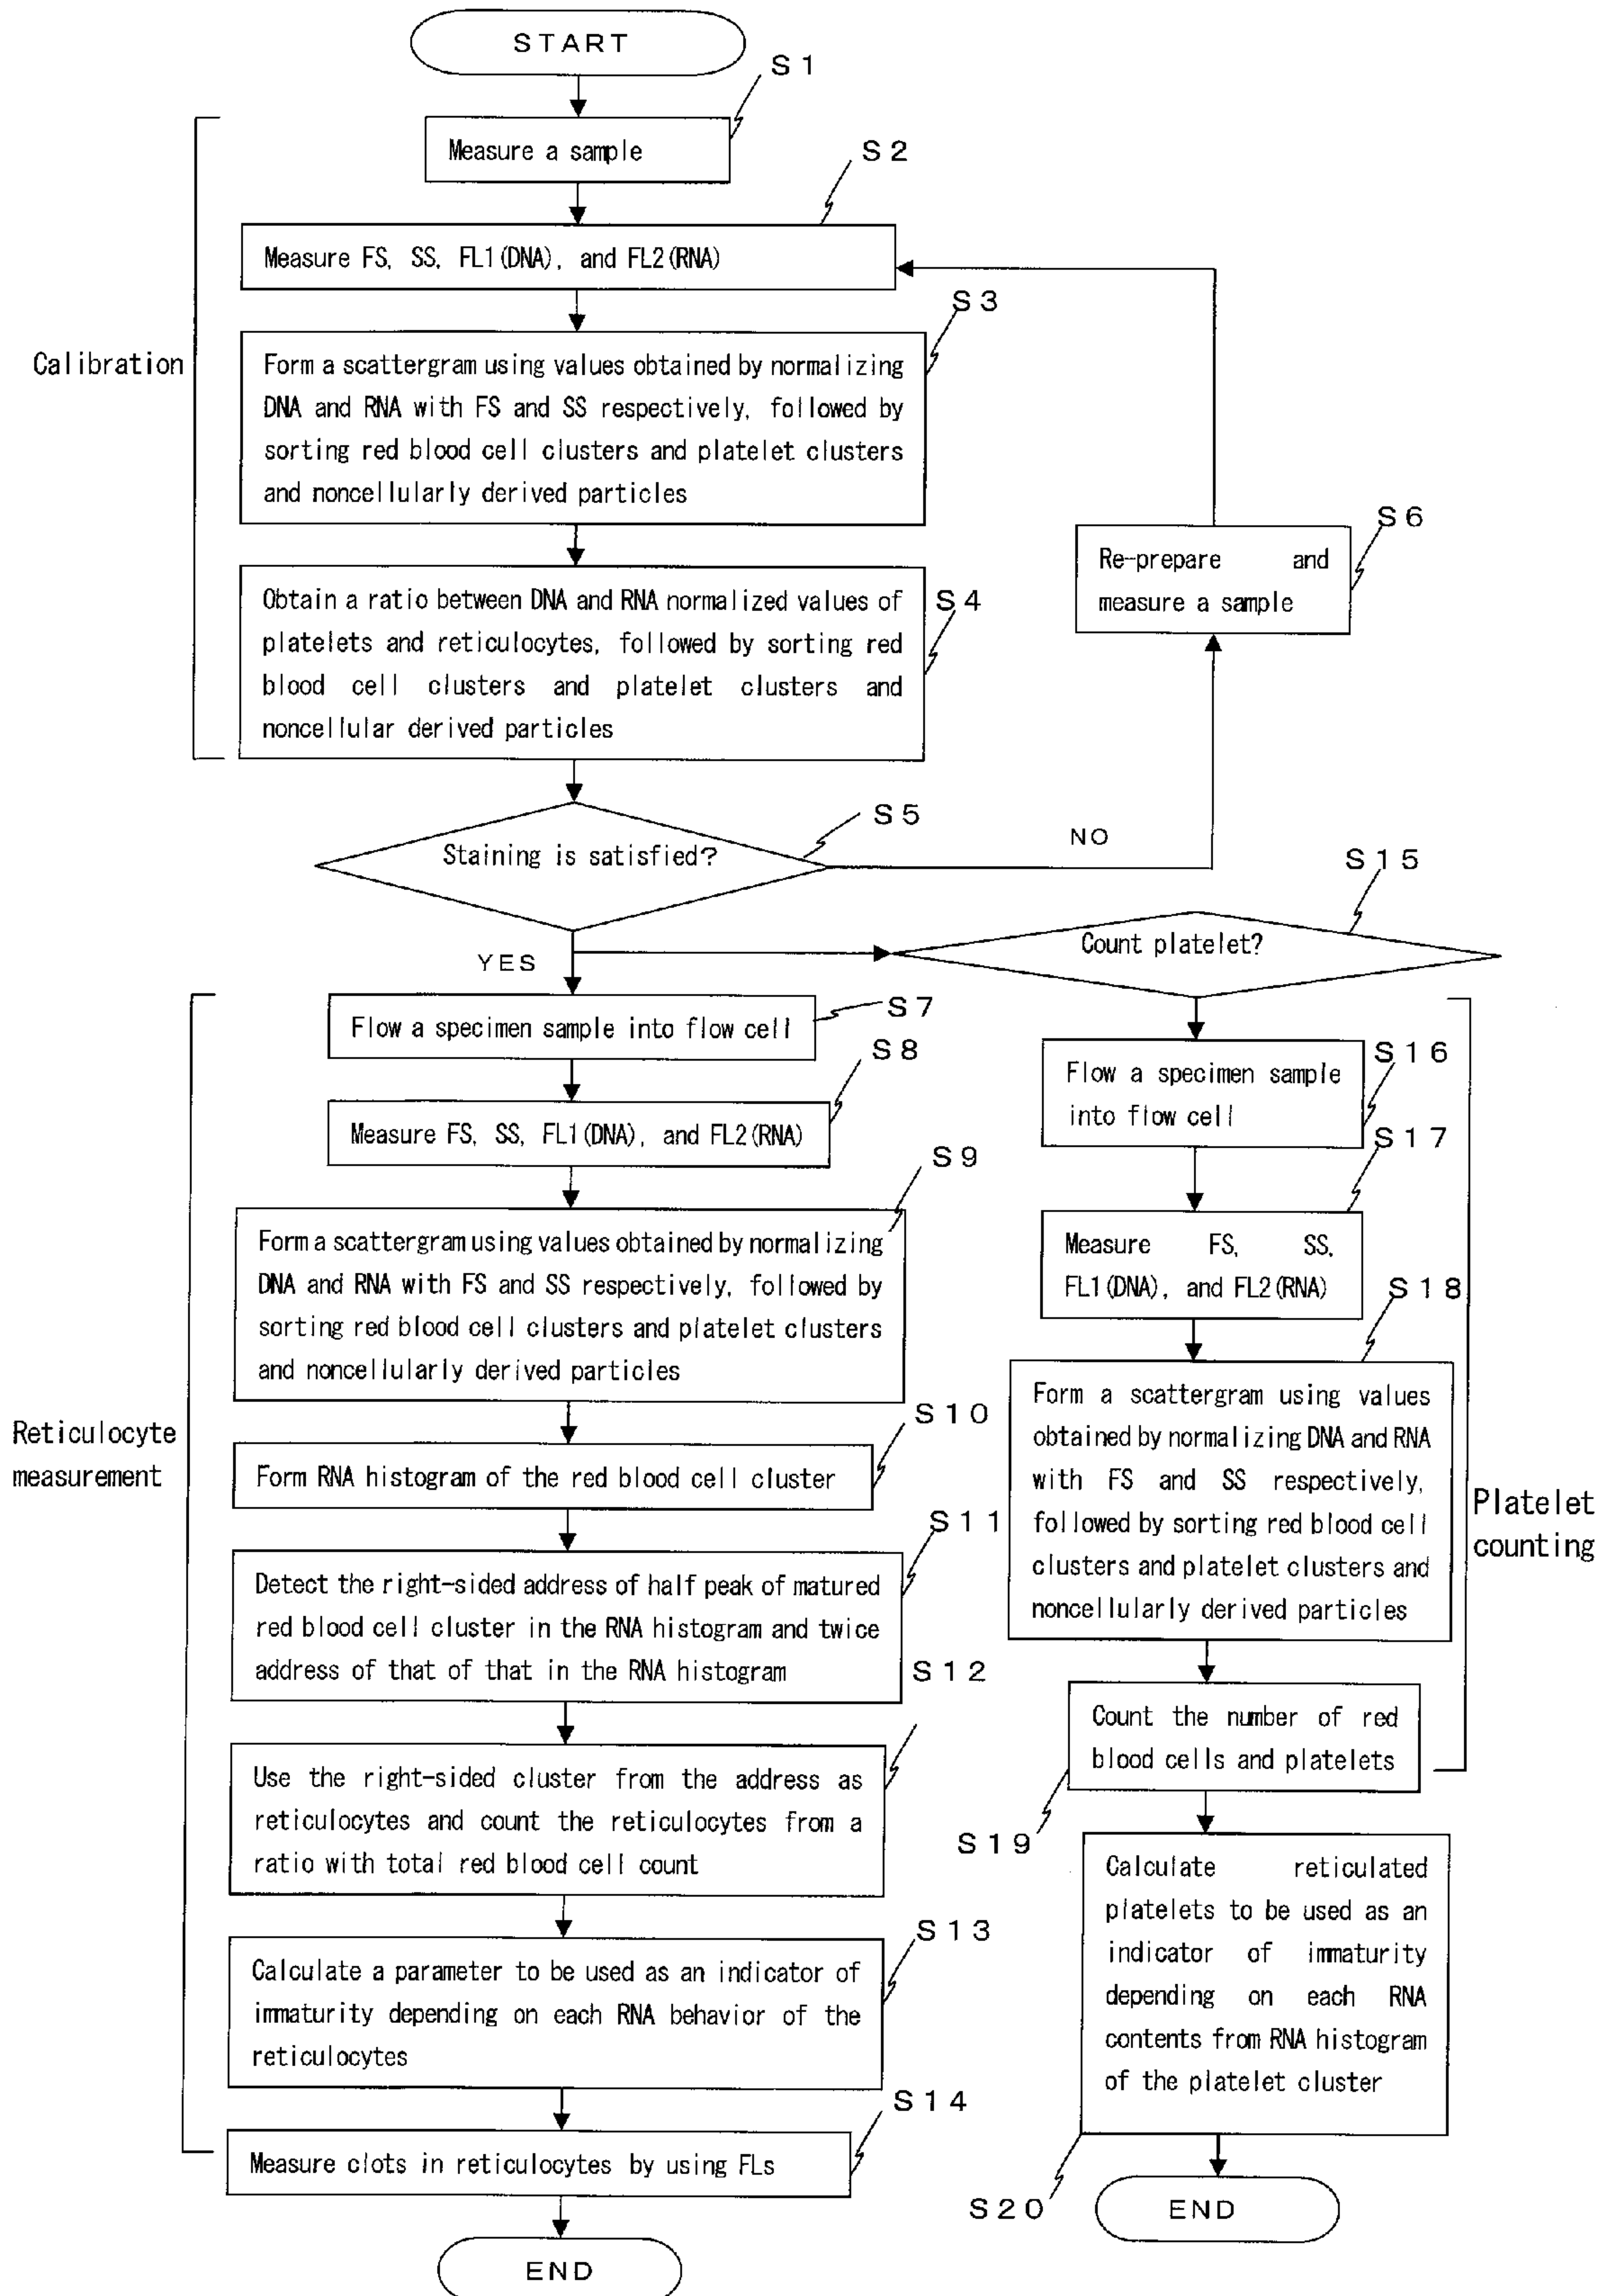 START
S1
Measure a sample
S2
Measure FS, SS, FL1(DNA), and FL2(RNA)
S3
Calibration
Form a scattergram using values obtained by normalizing
DNA and RNA with FS and SS respectively, followed by
sorting red blood cell clusters and platelet clusters
and noncellularly derived particles
S6
Re-prepare and
measure a sample
S4
Obtain a ratio between DNA and RNA normalized values of
platelets and reticulocytes, followed by sorting red
blood cell clusters and platelet clusters and
noncellular derived particles
S5
Staining is satisfied?
NO
YES
S15
Count platelet?
S7
Flow a specimen sample into flow cell
S8
Measure FS, SS, FL1(DNA), and FL2(RNA)
S9
Form a scattergram using values obtained by normalizing
DNA and RNA with FS and SS respectively, followed by
sorting red blood cell clusters and platelet clusters
and noncellularly derived particles
Reticulocyte
measurement
S10
Form RNA histogram of the red blood cell cluster
S11
Detect the right-sided address of half peak of matured
red blood cell cluster in the RNA histogram and twice
address of that of that in the RNA histogram
S12
Use the right-sided cluster from the address as
reticulocytes and count the reticulocytes from a
ratio with total red blood cell count
S13
Calculate a parameter to be used as an indicator of
immaturity depending on each RNA behavior of the
reticulocytes
S14
Measure clots in reticulocytes by using FLs
END
S16
Flow a specimen sample
into flow cell
S17
Measure FS, SS,
FL1(DNA), and FL2(RNA)
S18
Form a scattergram using values
obtained by normalizing DNA and RNA
with FS and SS respectively,
followed by sorting red blood cell
clusters and platelet clusters and
noncellularly derived particles
Platelet
counting
Count the number of red
blood cells and platelets
S19
Calculate reticulated
platelets to be used as an
indicator of immaturity
depending on each RNA
contents from RNA histogram
of the platelet cluster
S20
END